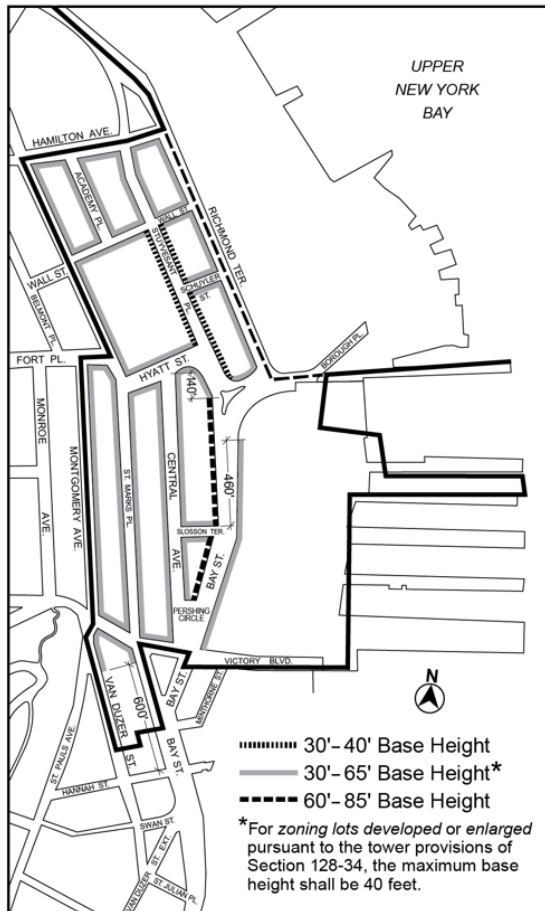 UPPER
NEW YORK
BAY
HAMILTON AVE.
ACADEMY PL.
WALL ST.
RICHMOND TER.
STUYVESANT
PL.
SCHUYLER
ST.
WALL ST.
BELMONT PL.
FORT PL.
HYATT ST.
BOROUGH PL.
140'
MONROE
AVE.
MONTGOMERY AVE.
ST. MARKS PL.
CENTRAL
AVE.
460'
SLOSSON TER.
BAY ST.
PERSHING
CIRCLE
VICTORY BLVD.
BAY ST.
MINTHORNE ST.
VAN DUZER
ST.
600'
BAY ST.
ST. PAULS AVE.
HANNAH ST.
SWAN ST.
VAN DUZER
ST. EXT.
ST. JULIAN PL.
N
30'-40' Base Height
30'-65' Base Height*
60'-85' Base Height
*For zoning lots developed or enlarged
pursuant to the tower provisions of
Section 128-34, the maximum base
height shall be 40 feet.